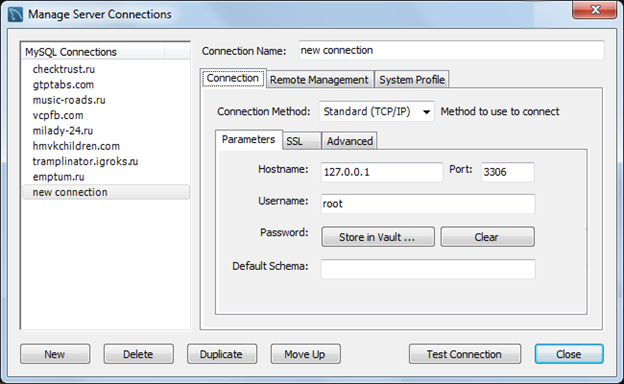 Manage Server Connections
MySQL Connections
checktrust.ru
gtptabs.com
music-roads.ru
vcpfb.com
milady-24.ru
hmvkchildren.com
tramplinator.igroks.ru
emptum.ru
new connection
Connection Name: new connection
Connection Remote Management System Profile
Connection Method: Standard (TCP/IP) Method to use to connect
Parameters SSL Advanced
Hostname: 127.0.0.1 Port: 3306
Username: root
Password: Store in Vault ... Clear
Default Schema:
New Delete Duplicate Move Up Test Connection Close